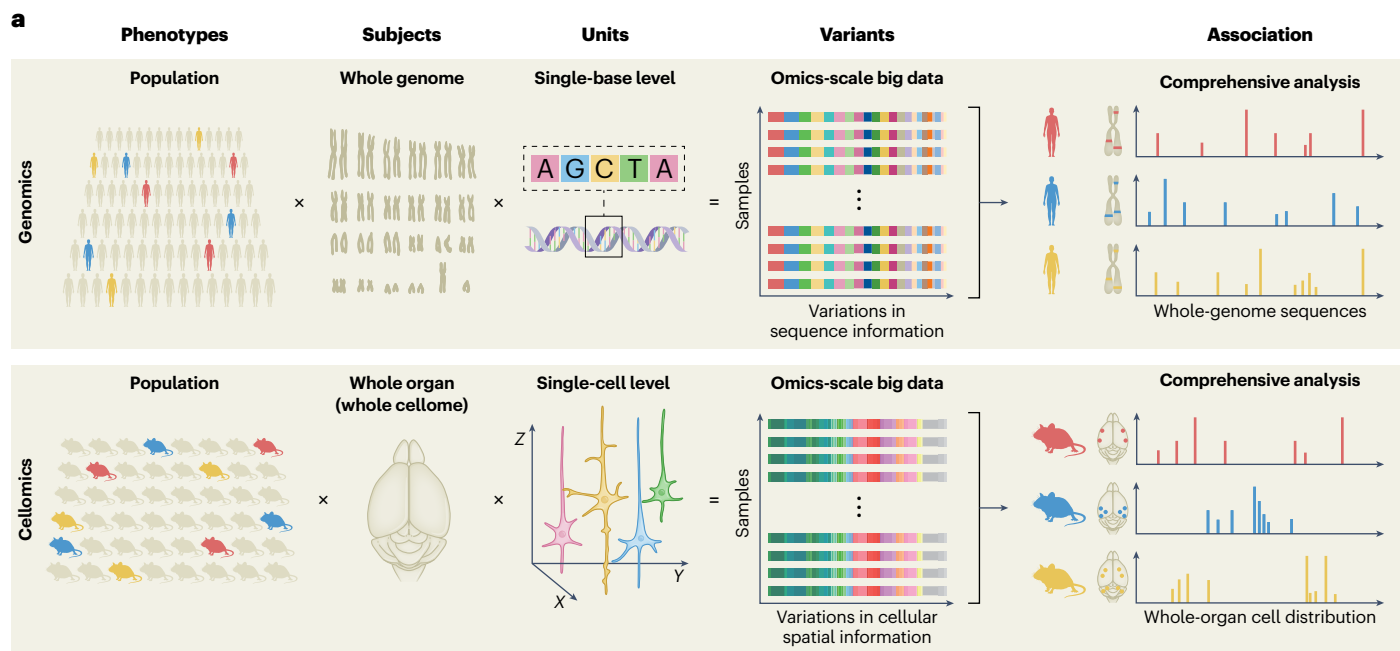 a
Phenotypes
Subjects
Units
Variants
Association
Genomics
Population
×
Whole genome
×
Single-base level
A G C T A
=
Omics-scale big data
Samples
Variations in
sequence information
Comprehensive analysis
Whole-genome sequences
Cellomics
Population
×
Whole organ
(whole cellome)
×
Single-cell level
Z
Y
X
=
Omics-scale big data
Samples
Variations in cellular
spatial information
Comprehensive analysis
Whole-organ cell distribution